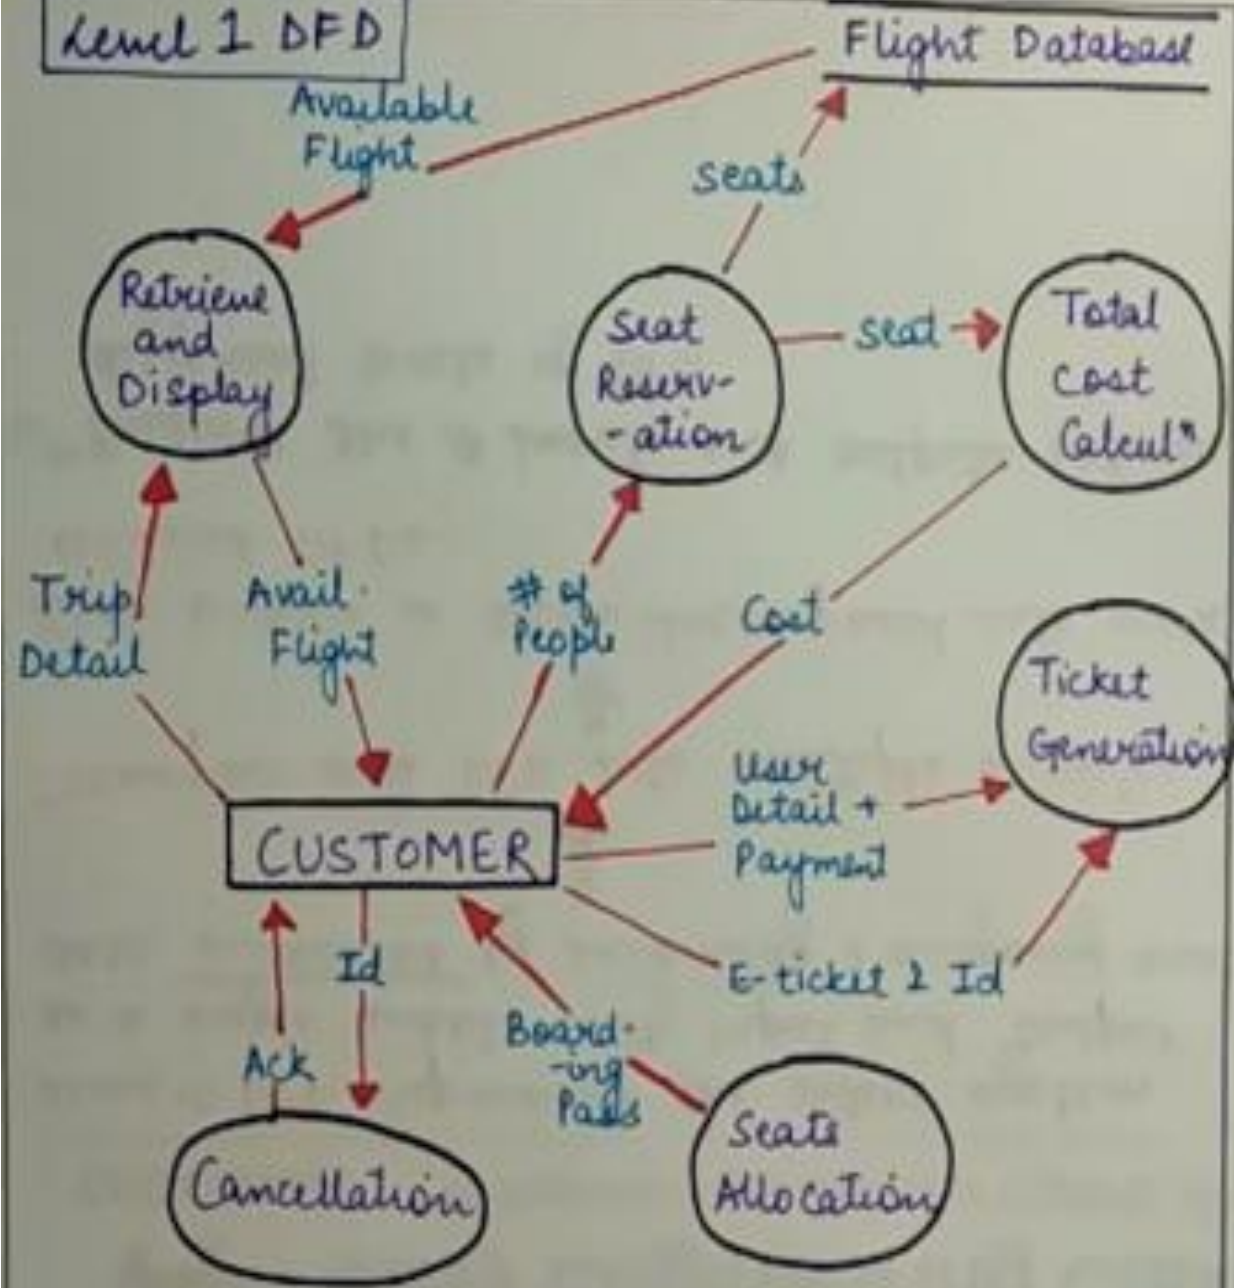 Level 1 DFD
Flight Database
Available
Flight
seats
Retrieve
and
Display
Seat
Reserv-
-ation
seat
Total
Cost
Calculⁿ
Trip
Detail
Avail.
Flight
# of
People
Cost
Ticket
Generation
User
Detail +
Payment
CUSTOMER
Id
E-ticket & Id
Board-
-ing
Pass
Ack
Cancellation
Seats
Allocation